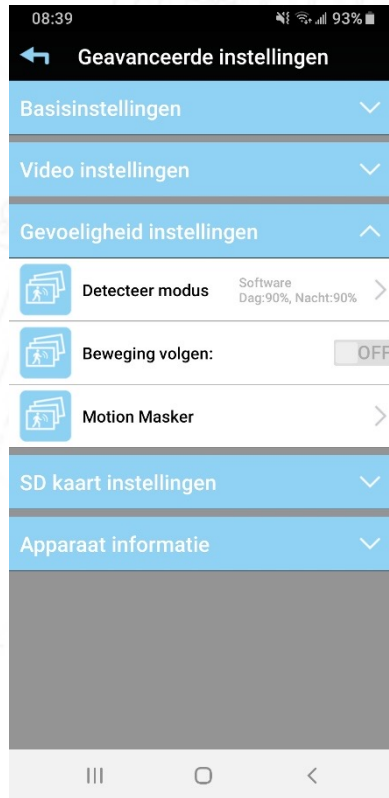 08:39 93%
Geavanceerde instellingen
Basisinstellingen
Video instellingen
Gevoeligheid instellingen
Detecteer modus
Software
Dag:90%, Nacht:90%
Beweging volgen:
OFF
Motion Masker
SD kaart instellingen
Apparaat informatie